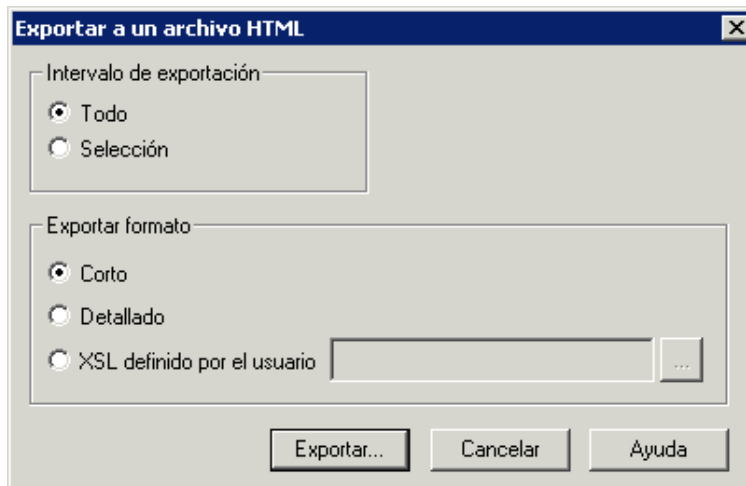 Exportar a un archivo HTML
Intervalo de exportación
Todo
Selección
Exportar formato
Corto
Detallado
XSL definido por el usuario
...
Exportar... Cancelar Ayuda